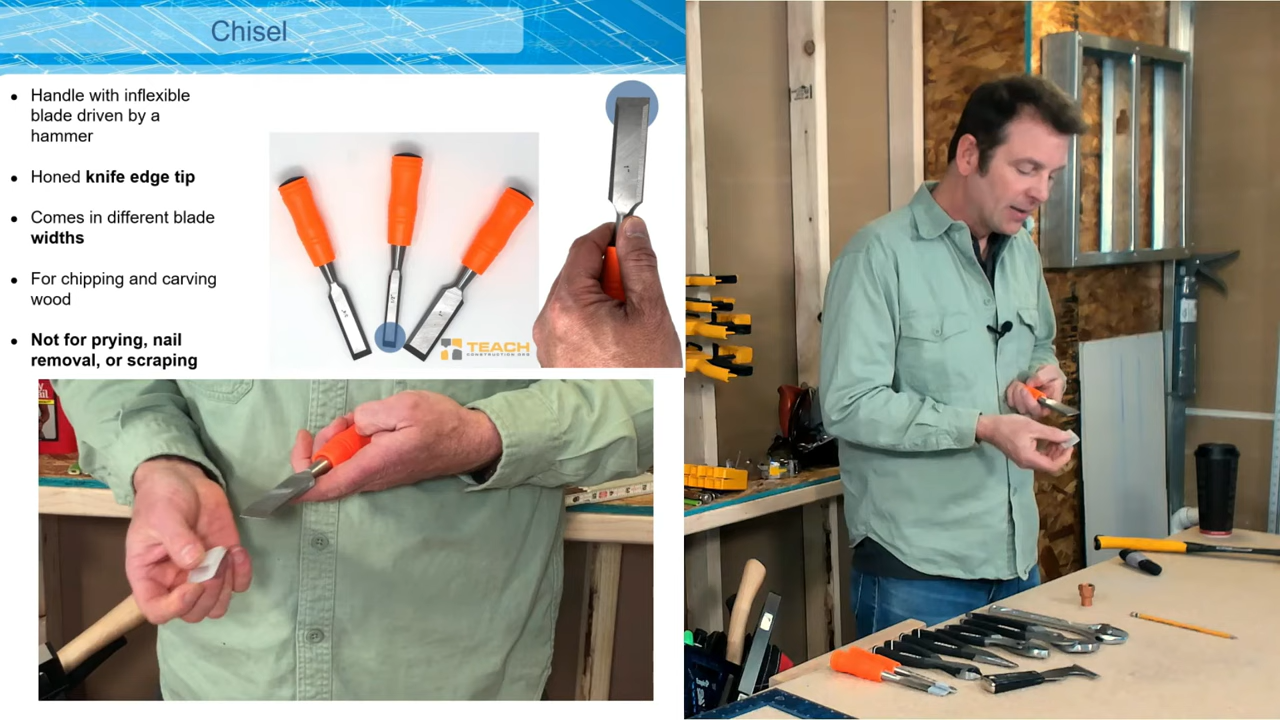 Chisel
• Handle with inflexible
blade driven by a
hammer
• Honed knife edge tip
• Comes in different blade
widths
• For chipping and carving
wood
• Not for prying, nail
removal, or scraping
TEACH
CONSTRUCTION.ORG